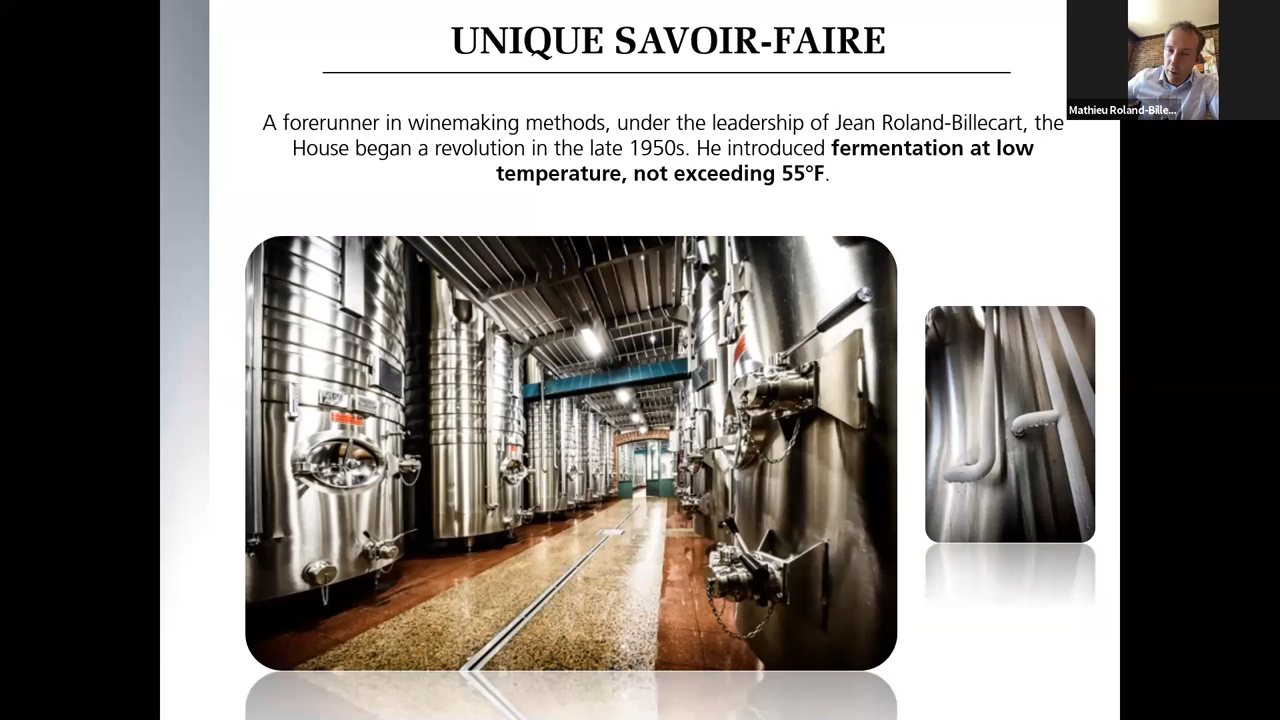 UNIQUE SAVOIR-FAIRE
A forerunner in winemaking methods, under the leadership of Jean Roland-Billecart, the
House began a revolution in the late 1950s. He introduced fermentation at low
temperature, not exceeding 55°F.
Mathieu Roland-Bille...